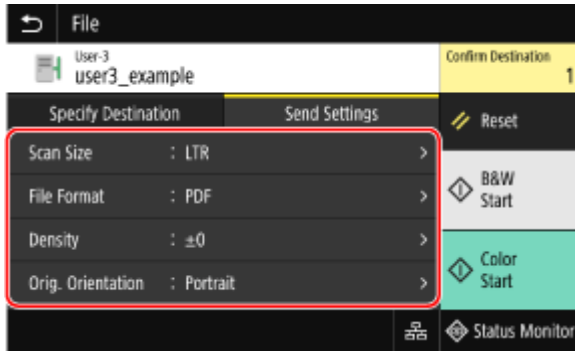 File
User-3
user3_example
Confirm Destination
1
Specify Destination
Send Settings
Reset
Scan Size : LTR
File Format : PDF
Density : ±0
Orig. Orientation : Portrait
B&W
Start
Color
Start
Status Monitor